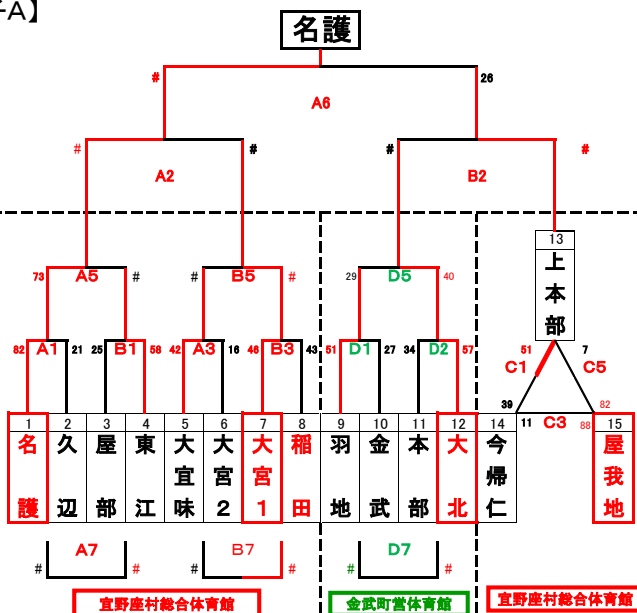 子A】
名護
# 26
A6
# # # #
A2 B2
13
上本部
73 A5 # # B5 # 29 D5 40
82 A1 21 25 B1 58 42 A3 16 46 B3 43 51 D1 27 34 D2 57 51 7
C1 C5
39 82
11 C3 88
1 2 3 4 5 6 7 8 9 10 11 12 14 15
名護 久辺 屋部 東江 大宜味 大宮2 大宮1 稲田 羽地 金武 本部 大北 今帰仁 屋我地
# A7 # # B7 # # D7 #
宜野座村総合体育館 金武町営体育館 宜野座村総合体育館